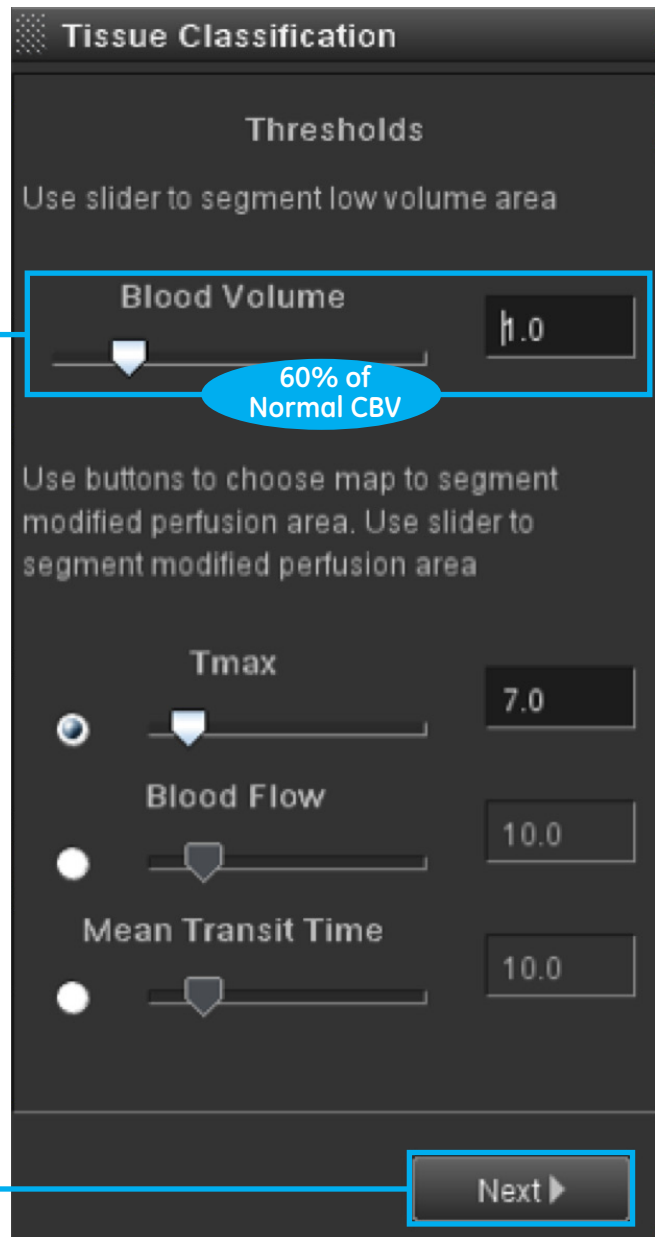 Tissue Classification
Thresholds
Use slider to segment low volume area
Blood Volume
1.0
60% of
Normal CBV
Use buttons to choose map to segment
modified perfusion area. Use slider to
segment modified perfusion area
Tmax
7.0
Blood Flow
10.0
Mean Transit Time
10.0
Next